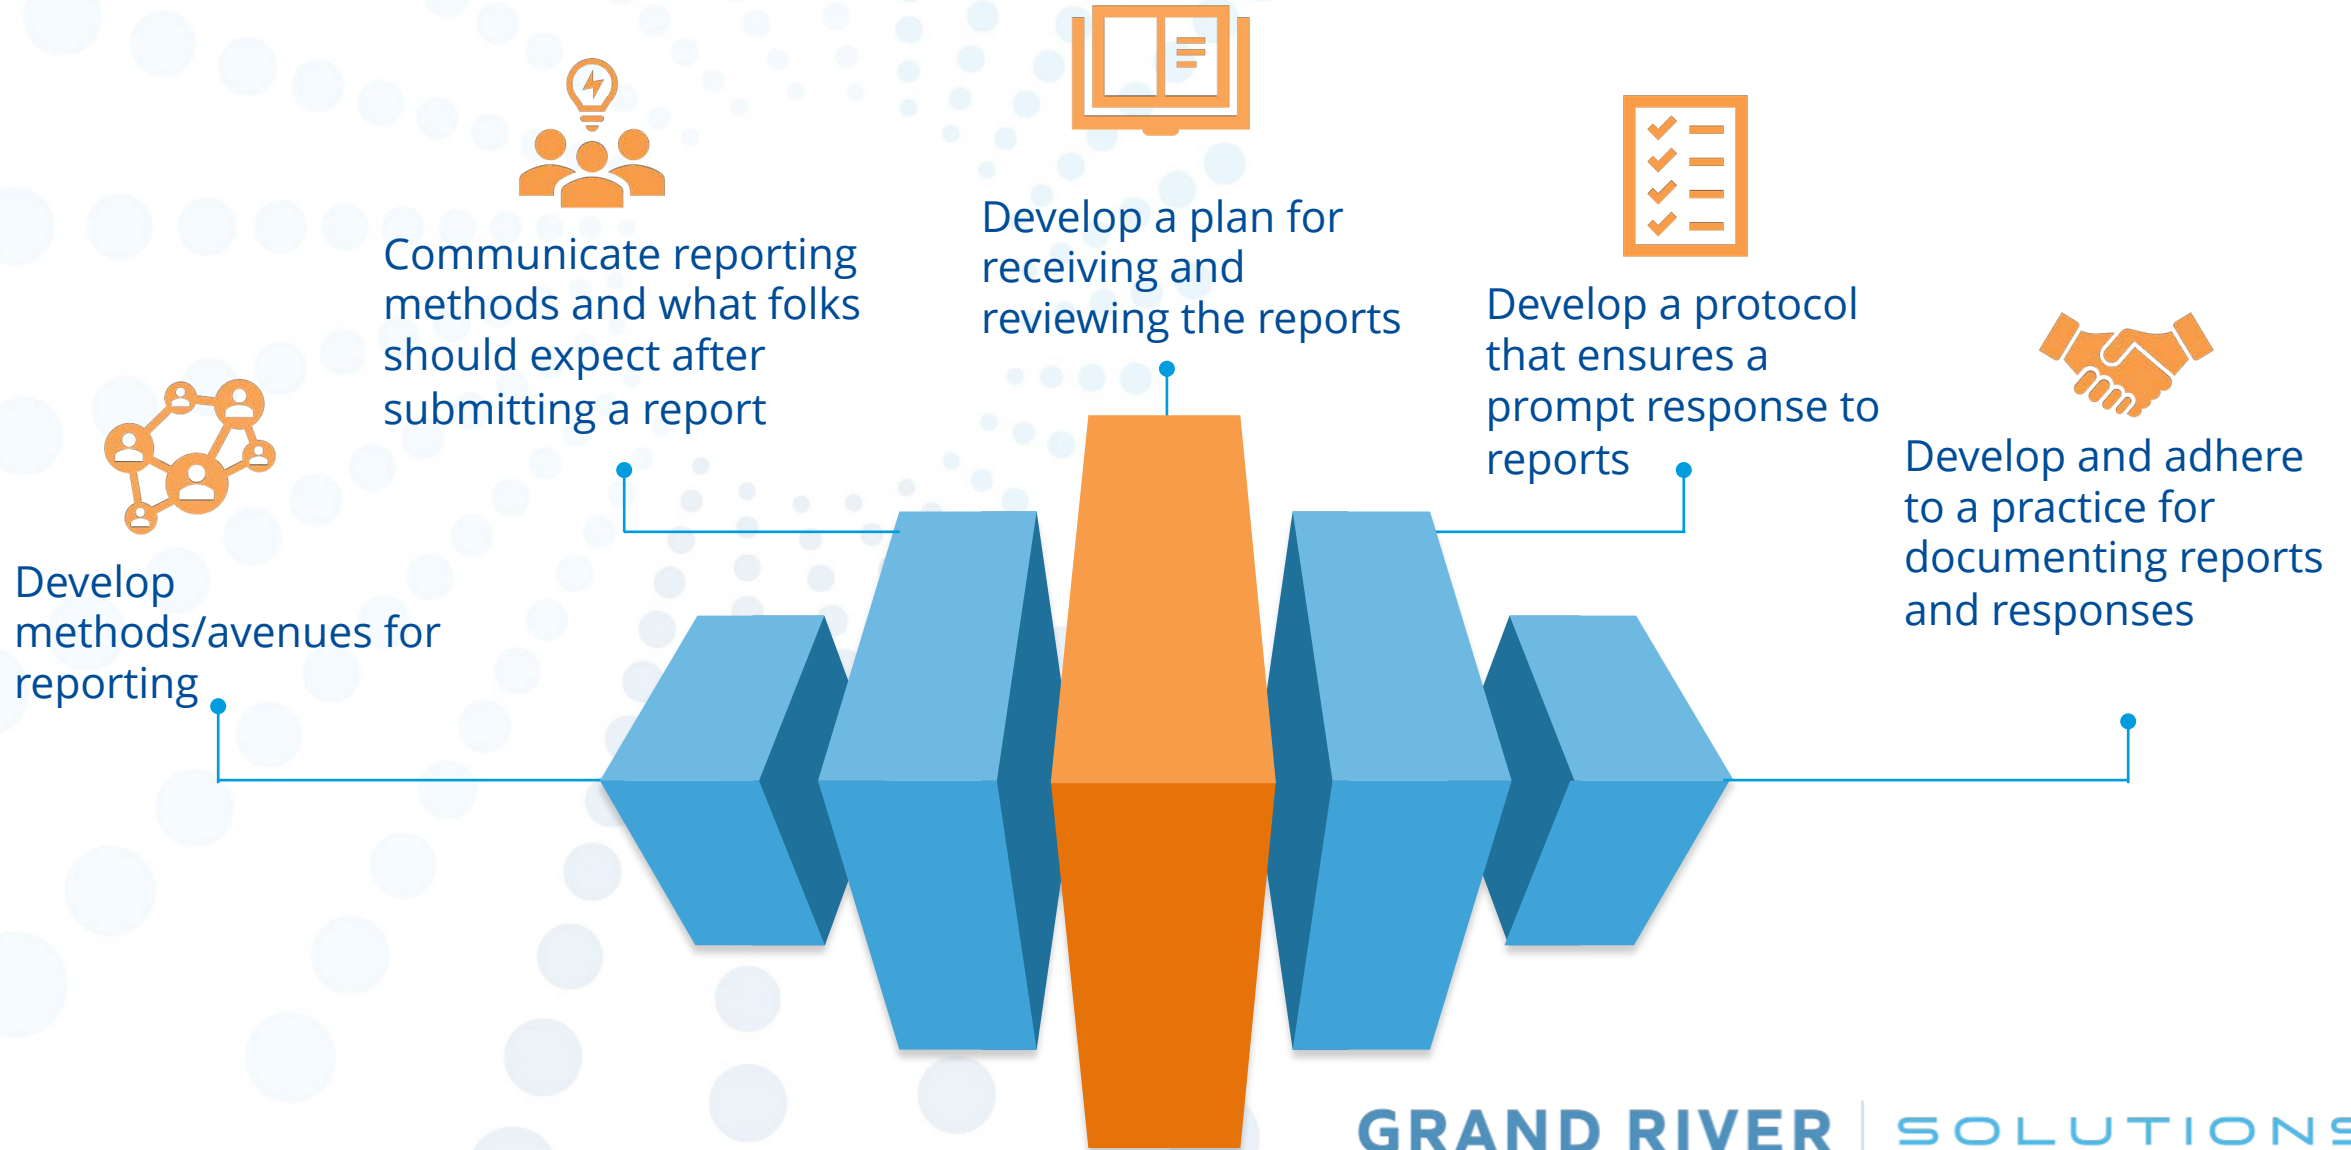 Develop
methods/avenues for
reporting
Communicate reporting
methods and what folks
should expect after
submitting a report
Develop a plan for
receiving and
reviewing the reports
Develop a protocol
that ensures a
prompt response to
reports
Develop and adhere
to a practice for
documenting reports
and responses
GRAND RIVER SOLUTIONS